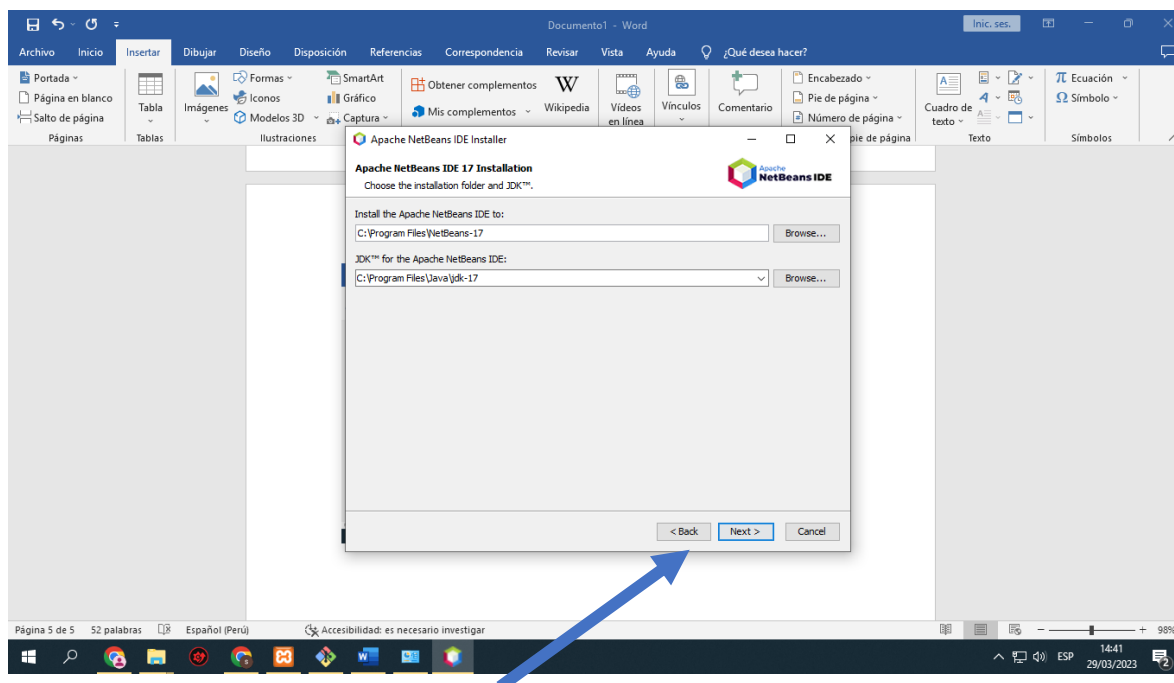 Documento1 - Word
Inic. ses.
Archivo Inicio Insertar Dibujar Diseño Disposición Referencias Correspondencia Revisar Vista Ayuda ¿Qué desea hacer?
Portada
Página en blanco
Salto de página
Páginas
Tabla
Tablas
Imágenes
Formas
Iconos
Modelos 3D
SmartArt
Gráfico
Captura
Ilustraciones
Obtener complementos
Mis complementos
W
Wikipedia
Vídeos
en línea
Vínculos
Comentario
Encabezado
Pie de página
Número de página
pie de página
Cuadro de
texto
Texto
π Ecuación
Ω Símbolo
Símbolos
Apache NetBeans IDE Installer
Apache NetBeans IDE 17 Installation
Choose the installation folder and JDK™.
Apache
NetBeans IDE
Install the Apache NetBeans IDE to:
C:\Program Files\NetBeans-17
Browse...
JDK™ for the Apache NetBeans IDE:
C:\Program Files\Java\jdk-17
Browse...
< Back Next > Cancel
Página 5 de 5 52 palabras Español (Perú) Accesibilidad: es necesario investigar
98%
ESP
14:41
29/03/2023
2